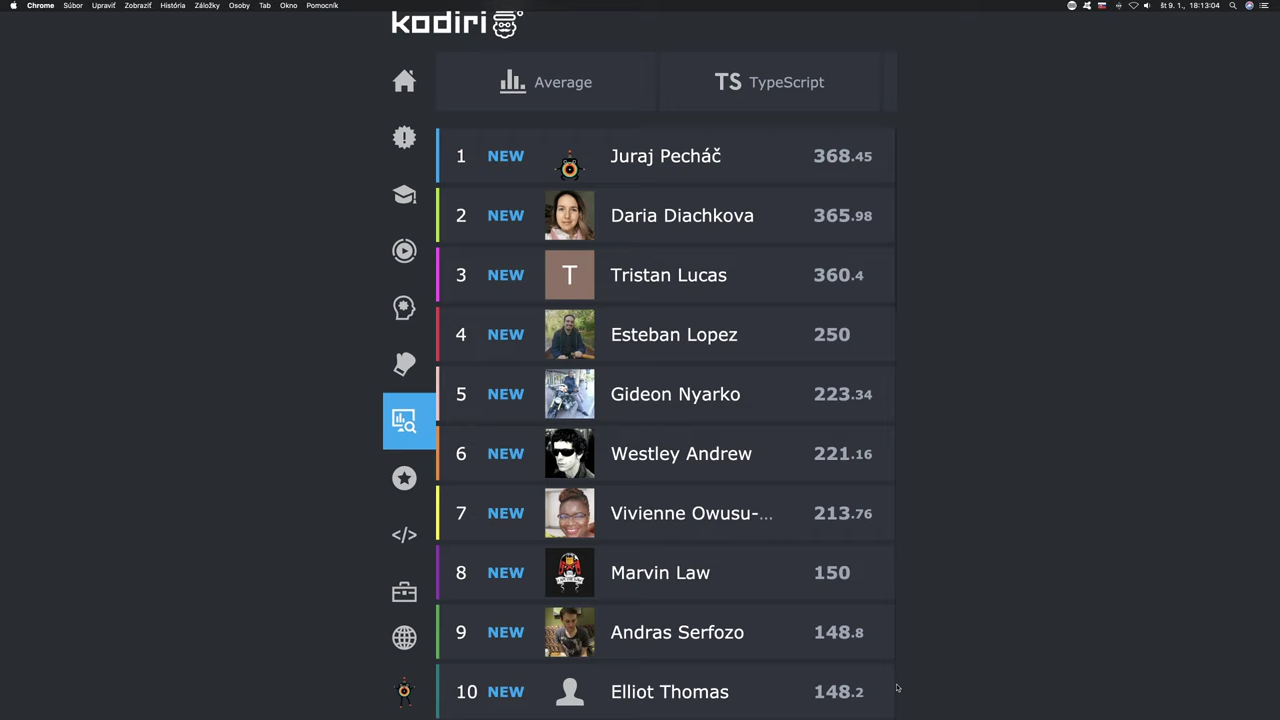 Chrome Súbor Upraviť Zobraziť História Záložky Osoby Tab Okno Pomocník št 9. 1., 18:13:04
kodiri
Average TS TypeScript
1 NEW Juraj Pecháč 368.45
2 NEW Daria Diachkova 365.98
3 NEW T Tristan Lucas 360.4
4 NEW Esteban Lopez 250
5 NEW Gideon Nyarko 223.34
6 NEW Westley Andrew 221.16
7 NEW Vivienne Owusu-... 213.76
8 NEW Marvin Law 150
9 NEW Andras Serfozo 148.8
10 NEW Elliot Thomas 148.2